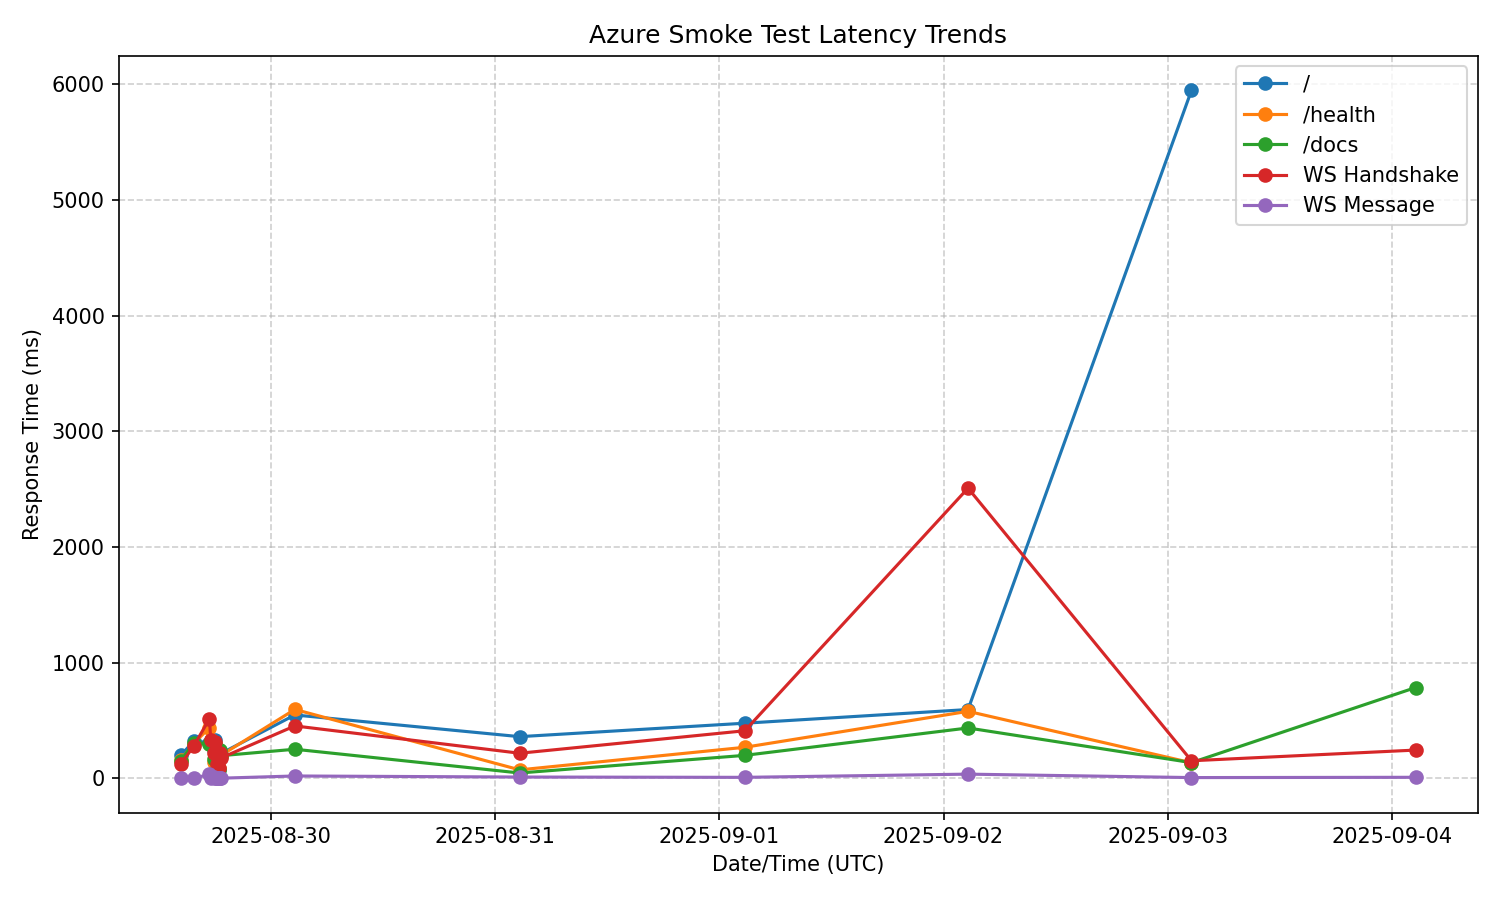 Azure Smoke Test Latency Trends
6000
5000
4000
3000
2000
1000
0
Response Time (ms)
/
/health
/docs
WS Handshake
WS Message
2025-08-30
2025-08-31
2025-09-01
2025-09-02
2025-09-03
2025-09-04
Date/Time (UTC)